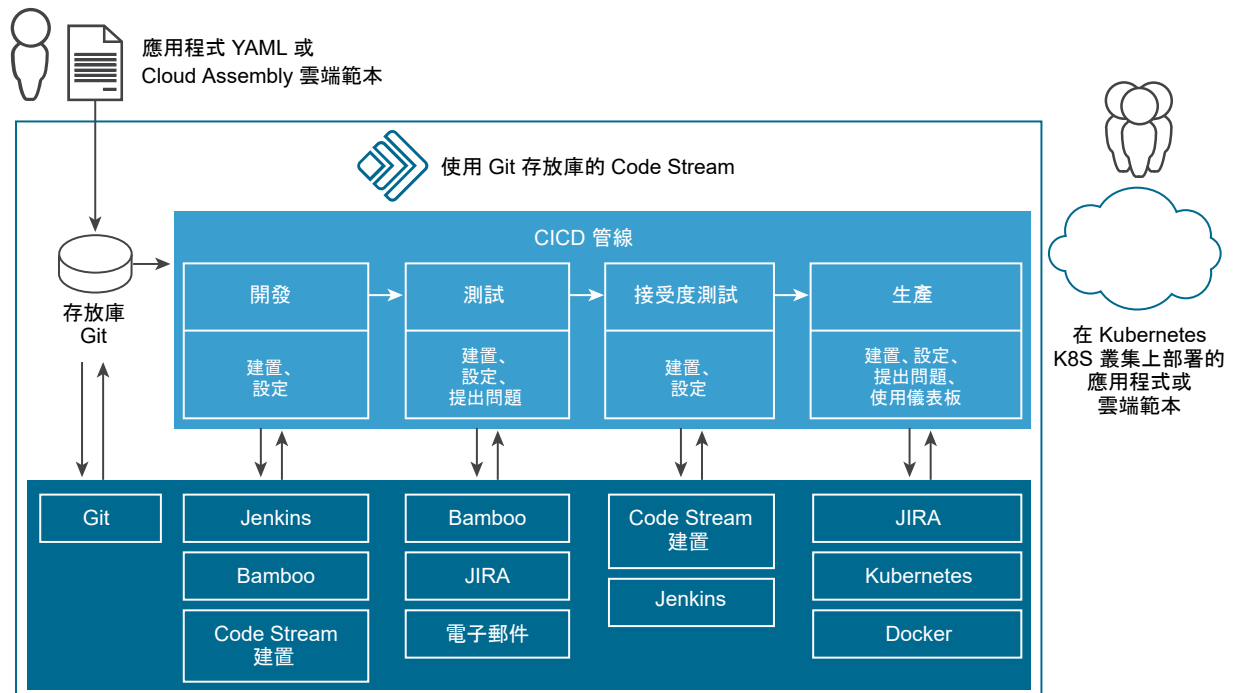 應用程式 YAML 或
Cloud Assembly 雲端範本
使用 Git 存放庫的 Code Stream
CICD 管線
存放庫
Git
開發
建置、
設定
測試
建置、
設定、
提出問題
接受度測試
建置、
設定
生產
建置、設定、
提出問題、
使用儀表板
在 Kubernetes
K8S 叢集上部署的
應用程式或
雲端範本
Git
Jenkins
Bamboo
Code Stream
建置
Bamboo
JIRA
電子郵件
Code Stream
建置
Jenkins
JIRA
Kubernetes
Docker